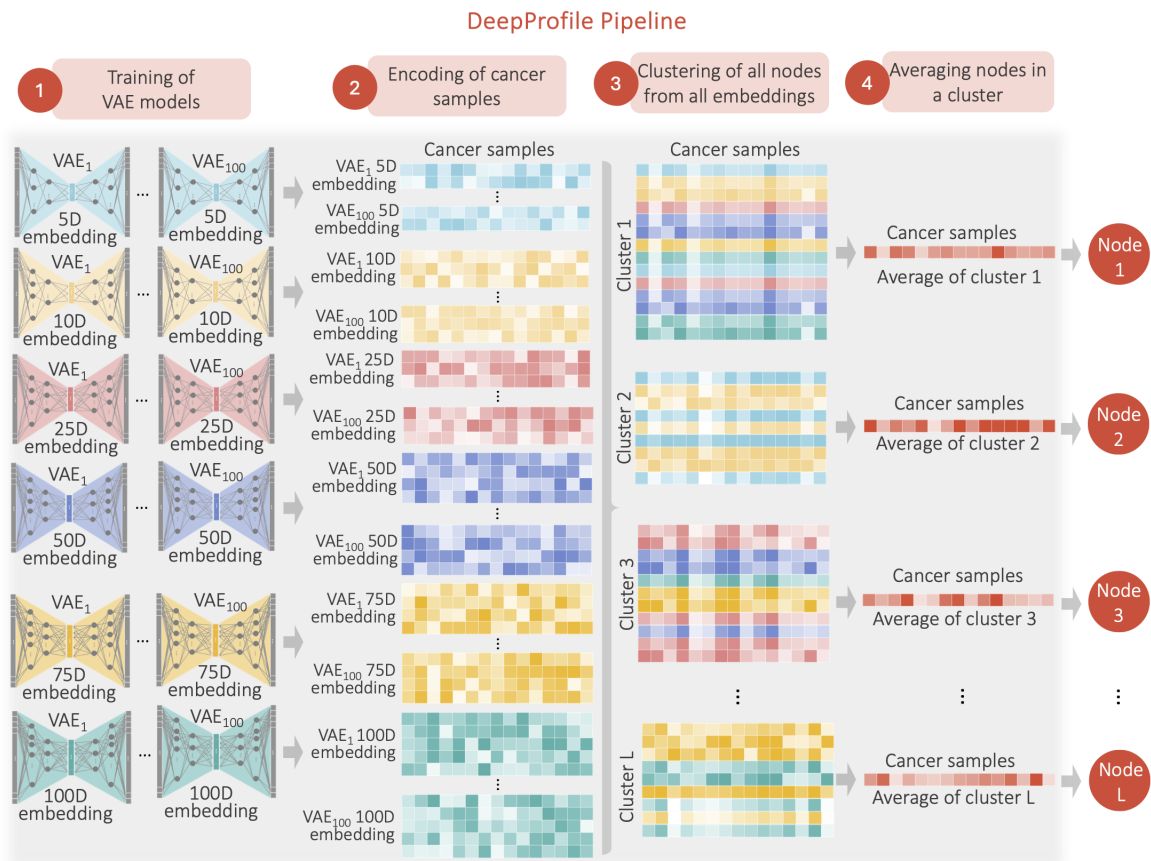 DeepProfile Pipeline
1
Training of
VAE models
2
Encoding of cancer
samples
3
Clustering of all nodes
from all embeddings
4
Averaging nodes in
a cluster
VAE1
...
VAE100
5D
embedding
5D
embedding
VAE1
...
VAE100
10D
embedding
10D
embedding
VAE1
...
VAE100
25D
embedding
25D
embedding
VAE1
...
VAE100
50D
embedding
50D
embedding
VAE1
...
VAE100
75D
embedding
75D
embedding
VAE1
...
VAE100
100D
embedding
100D
embedding
Cancer samples
VAE1 5D
embedding
...
VAE100 5D
embedding
VAE1 10D
embedding
...
VAE100 10D
embedding
VAE1 25D
embedding
...
VAE100 25D
embedding
VAE1 50D
embedding
...
VAE100 50D
embedding
VAE1 75D
embedding
...
VAE100 75D
embedding
VAE1 100D
embedding
...
VAE100 100D
embedding
Cancer samples
Cluster 1
Cluster 2
Cluster 3
...
Cluster L
Cancer samples
Average of cluster 1
Cancer samples
Average of cluster 2
Cancer samples
Average of cluster 3
...
Cancer samples
Average of cluster L
Node
1
Node
2
Node
3
...
Node
L